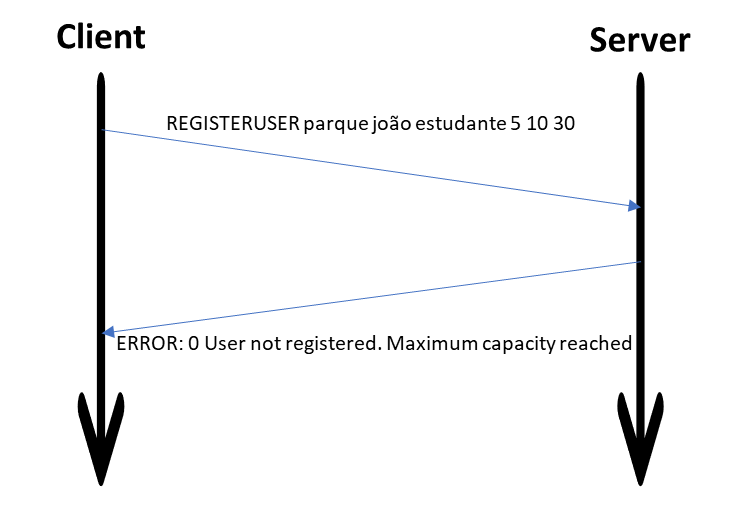 Client
Server
REGISTERUSER parque joão estudante 5 10 30
ERROR: 0 User not registered. Maximum capacity reached